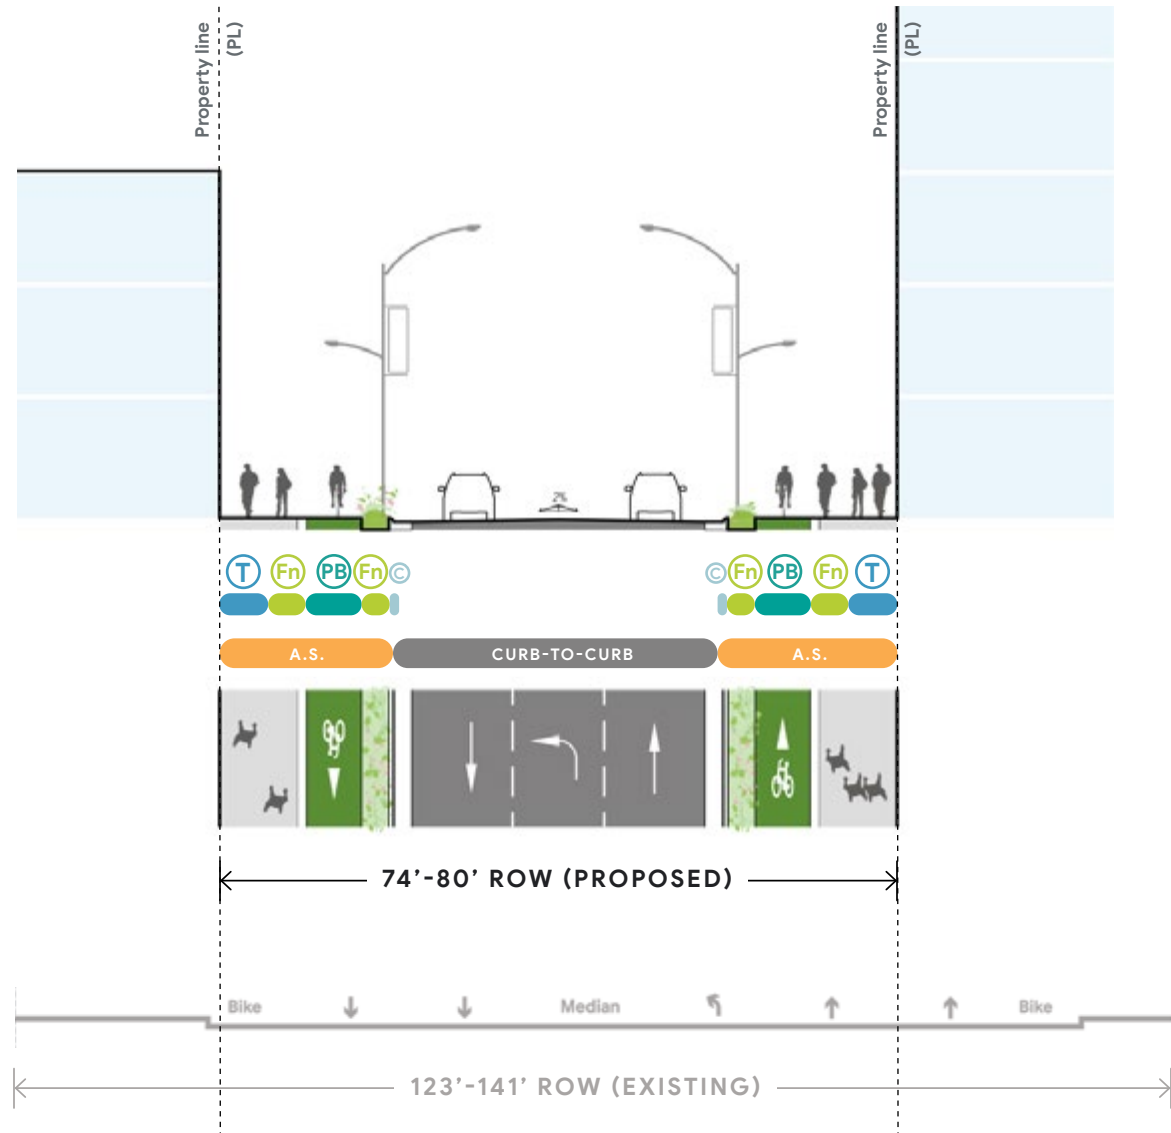 Property line
(PL)
Property line
(PL)
2%
T Fn PB Fn C
C Fn PB Fn T
A.S. CURB-TO-CURB A.S.
74'-80' ROW (PROPOSED)
Bike Median Bike
123'-141' ROW (EXISTING)